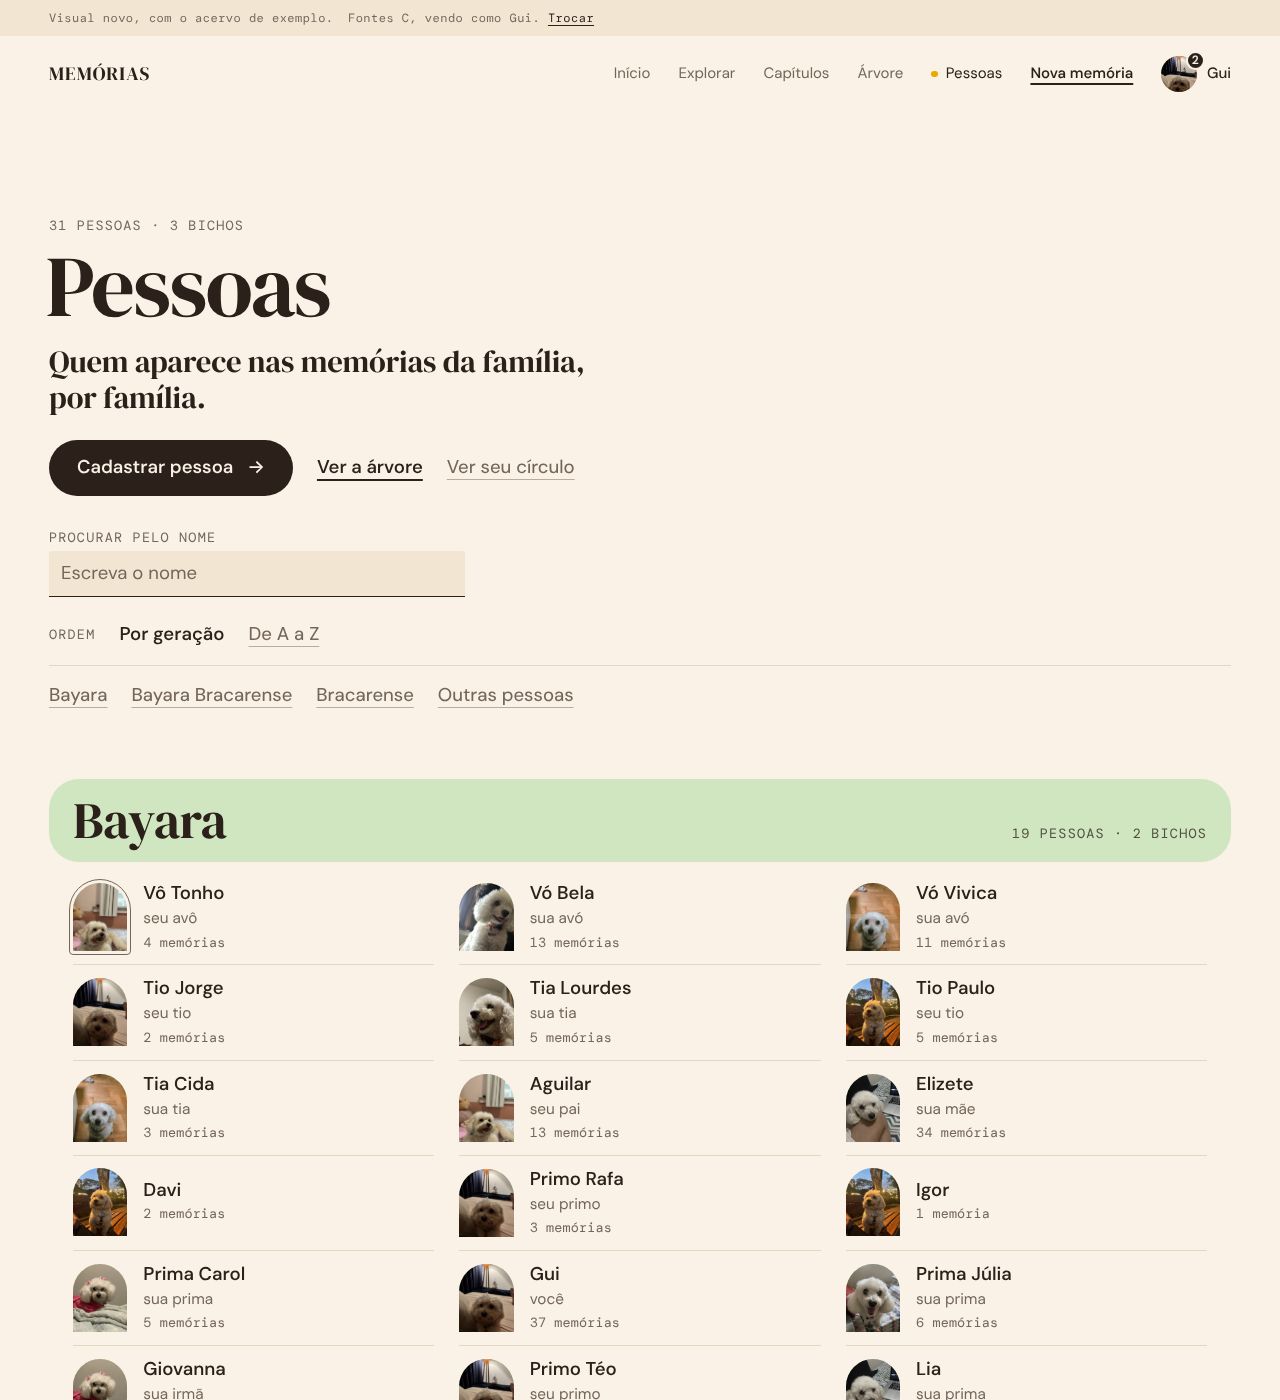 Visual novo, com o acervo de exemplo. Fontes C, vendo como Gui. Trocar
MEMÓRIAS
Início Explorar Capítulos Árvore Pessoas Nova memória 2 Gui
31 PESSOAS · 3 BICHOS
Pessoas
Quem aparece nas memórias da família,
por família.
Cadastrar pessoa → Ver a árvore Ver seu círculo
PROCURAR PELO NOME
Escreva o nome
ORDEM Por geração De A a Z
Bayara Bayara Bracarense Bracarense Outras pessoas
Bayara
19 PESSOAS · 2 BICHOS
Vô Tonho
seu avô
4 memórias
Vó Bela
sua avó
13 memórias
Vó Vivica
sua avó
11 memórias
Tio Jorge
seu tio
2 memórias
Tia Lourdes
sua tia
5 memórias
Tio Paulo
seu tio
5 memórias
Tia Cida
sua tia
3 memórias
Aguilar
seu pai
13 memórias
Elizete
sua mãe
34 memórias
Davi
2 memórias
Primo Rafa
seu primo
3 memórias
Igor
1 memória
Prima Carol
sua prima
5 memórias
Gui
você
37 memórias
Prima Júlia
sua prima
6 memórias
Giovanna
sua irmã
Primo Téo
seu primo
Lia
sua prima